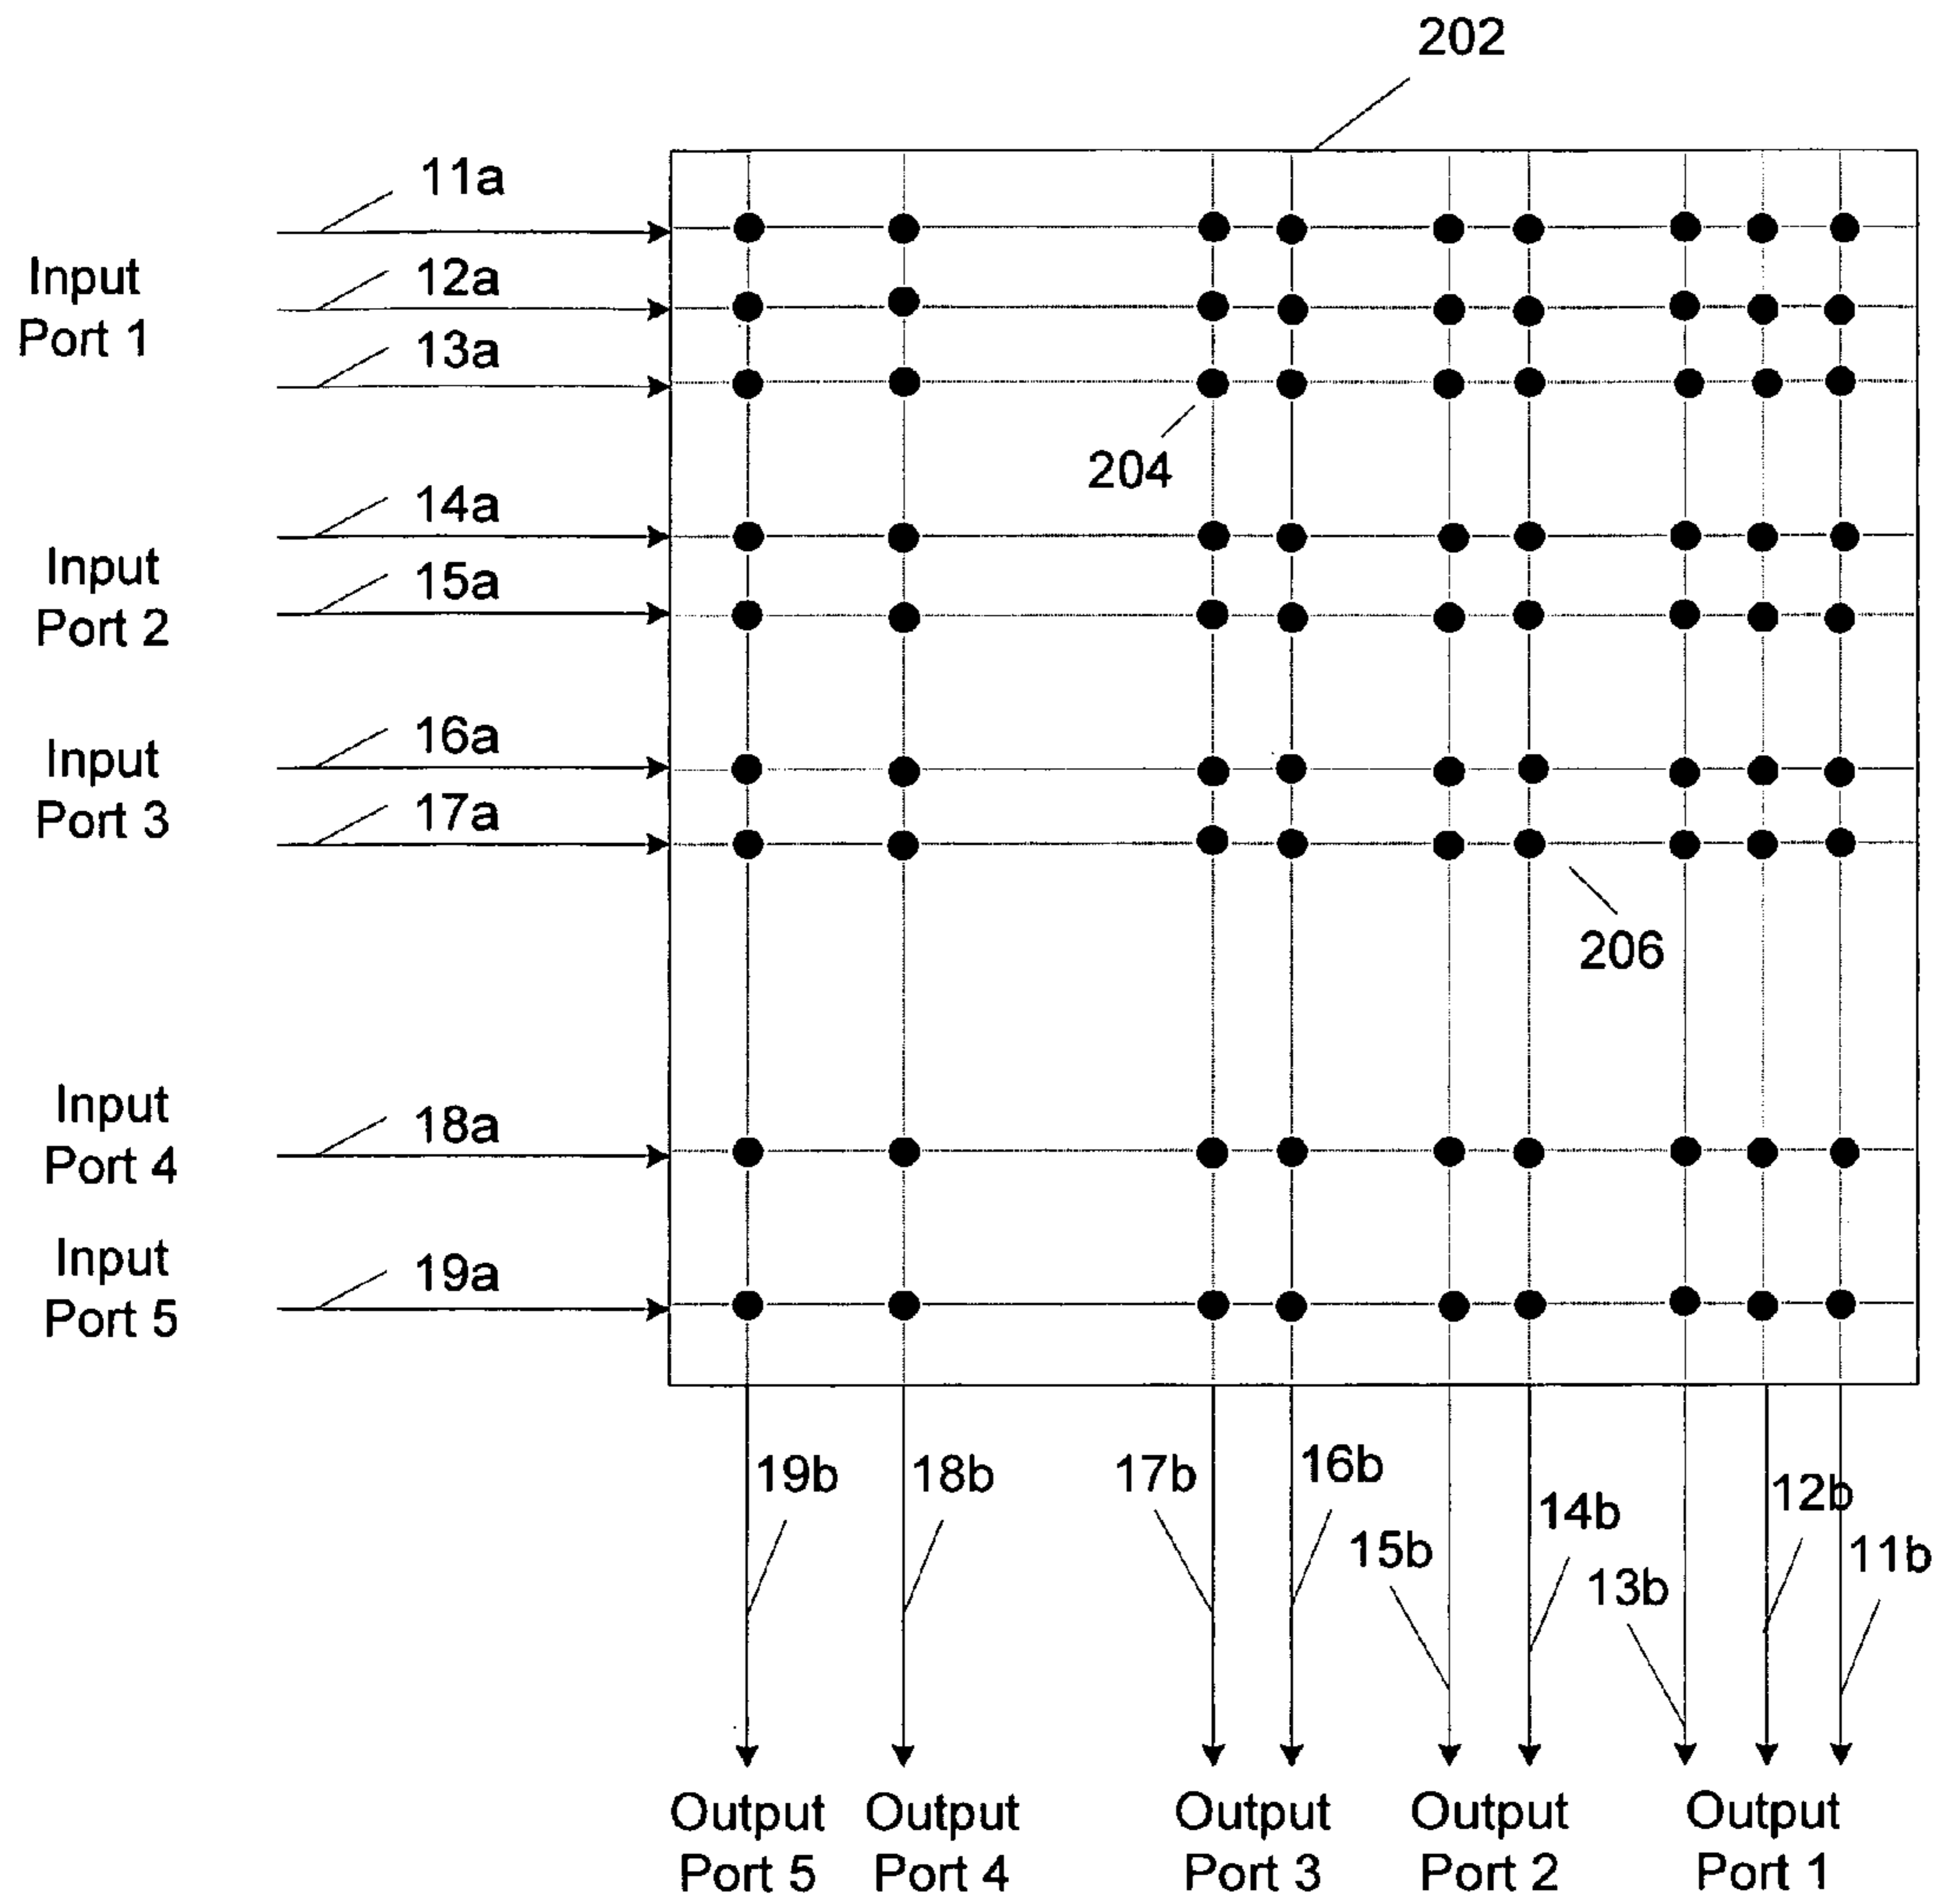 202
11a
Input
Port 1
12a
13a
204
14a
Input
Port 2
15a
16a
Input
Port 3
17a
206
Input
Port 4
18a
Input
Port 5
19a
19b
18b
17b
16b
15b
14b
13b
12b
11b
Output
Port 5
Output
Port 4
Output
Port 3
Output
Port 2
Output
Port 1